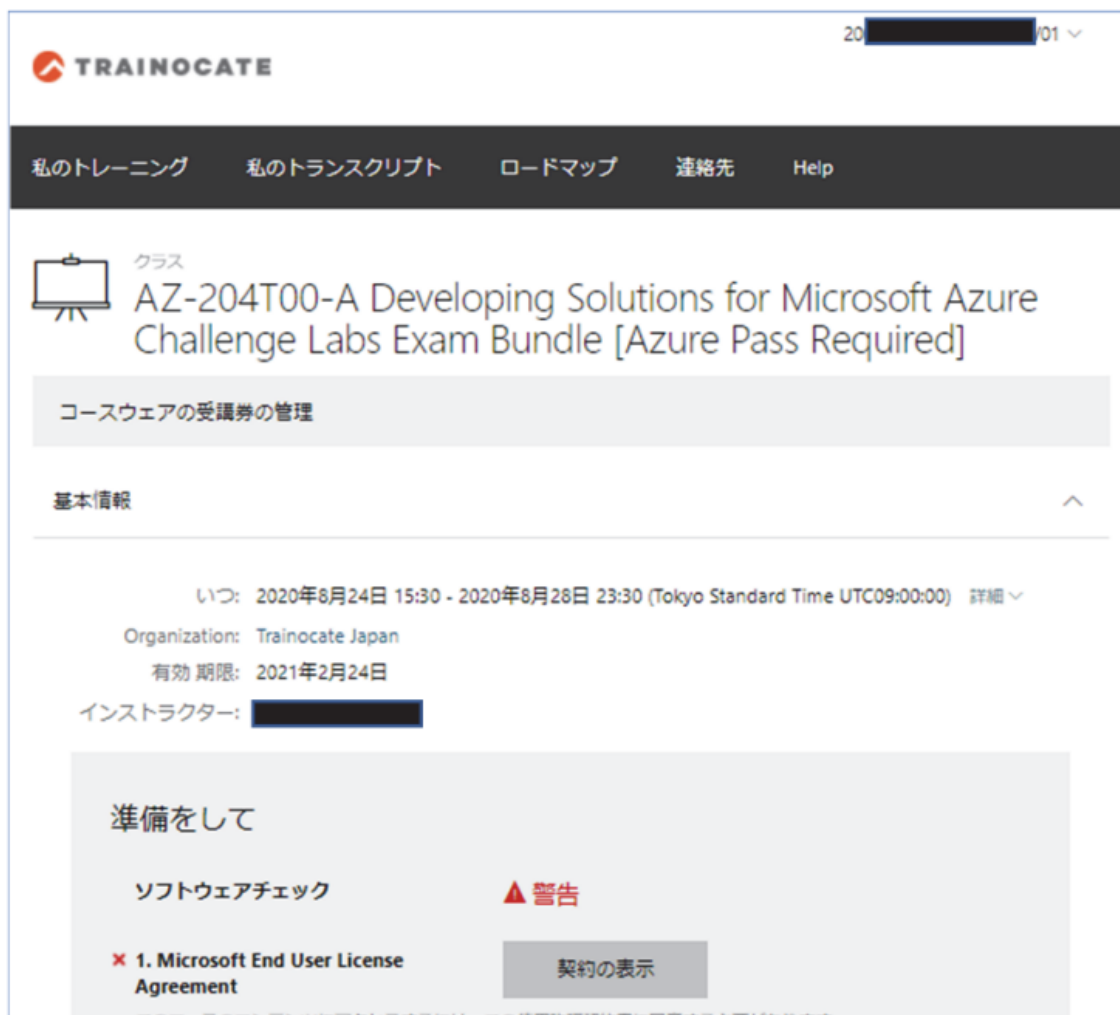 20
/01
TRAINOCATE
私のトレーニング 私のトランスクリプト ロードマップ 連絡先 Help
クラス
AZ-204T00-A Developing Solutions for Microsoft Azure
Challenge Labs Exam Bundle [Azure Pass Required]
コースウェアの受講券の管理
基本情報
いつ: 2020年8月24日 15:30 - 2020年8月28日 23:30 (Tokyo Standard Time UTC09:00:00) 詳細
Organization: Trainocate Japan
有効 期限: 2021年2月24日
インストラクター:
準備をして
ソフトウェアチェック 警告
1. Microsoft End User License
Agreement
契約の表示